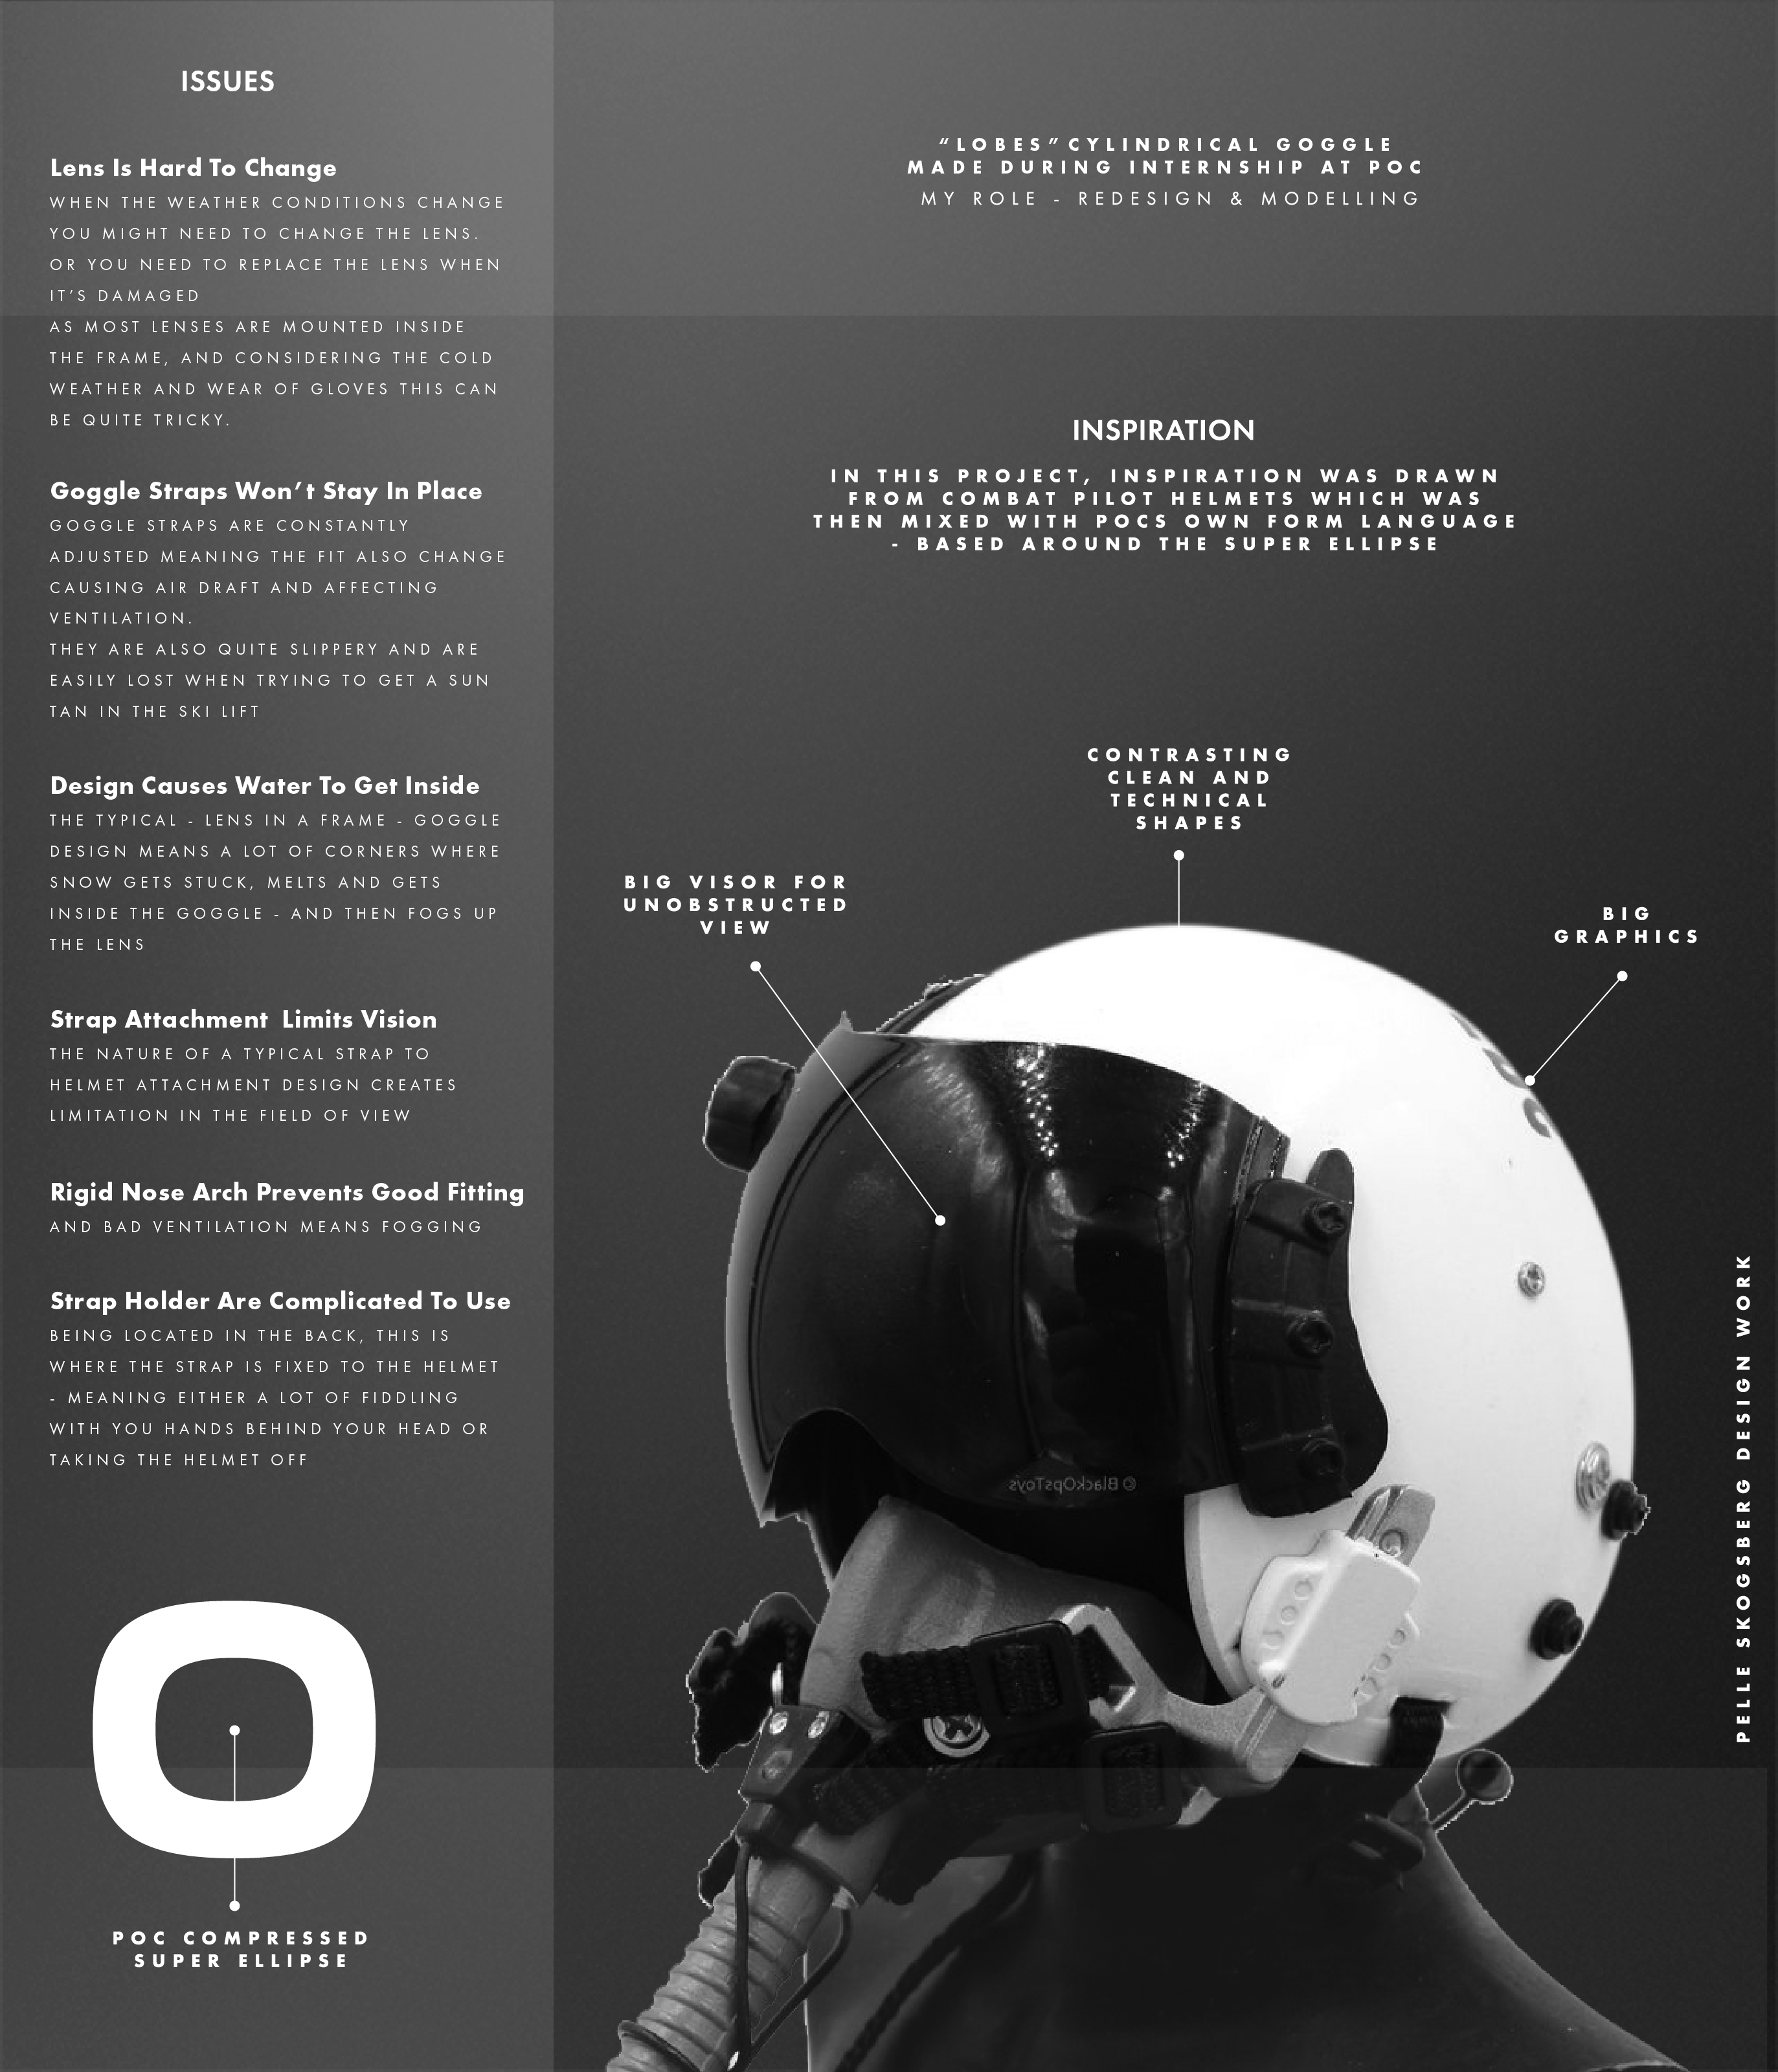 ISSUES
Lens Is Hard To Change
WHEN THE WEATHER CONDITIONS CHANGE
YOU MIGHT NEED TO CHANGE THE LENS.
OR YOU NEED TO REPLACE THE LENS WHEN
IT'S DAMAGED
AS MOST LENSES ARE MOUNTED INSIDE
THE FRAME, AND CONSIDERING THE COLD
WEATHER AND WEAR OF GLOVES THIS CAN
BE QUITE TRICKY.
Goggle Straps Won't Stay In Place
GOGGLE STRAPS ARE CONSTANTLY
ADJUSTED MEANING THE FIT ALSO CHANGE
CAUSING AIR DRAFT AND AFFECTING
VENTILATION.
THEY ARE ALSO QUITE SLIPPERY AND ARE
EASILY LOST WHEN TRYING TO GET A SUN
TAN IN THE SKI LIFT
Design Causes Water To Get Inside
THE TYPICAL - LENS IN A FRAME - GOGGLE
DESIGN MEANS A LOT OF CORNERS WHERE
SNOW GETS STUCK, MELTS AND GETS
INSIDE THE GOGGLE - AND THEN FOGS UP
THE LENS
Strap Attachment  Limits Vision
THE NATURE OF A TYPICAL STRAP TO
HELMET ATTACHMENT DESIGN CREATES
LIMITATION IN THE FIELD OF VIEW
Rigid Nose Arch Prevents Good Fitting
AND BAD VENTILATION MEANS FOGGING
Strap Holder Are Complicated To Use
BEING LOCATED IN THE BACK, THIS IS
WHERE THE STRAP IS FIXED TO THE HELMET
- MEANING EITHER A LOT OF FIDDLING
WITH YOU HANDS BEHIND YOUR HEAD OR
TAKING THE HELMET OFF
POC COMPRESSED
SUPER ELLIPSE
"LOBES" CYLINDRICAL GOGGLE
MADE DURING INTERNSHIP AT POC
MY ROLE - REDESIGN & MODELLING
INSPIRATION
IN THIS PROJECT, INSPIRATION WAS DRAWN
FROM COMBAT PILOT HELMETS WHICH WAS
THEN MIXED WITH POCS OWN FORM LANGUAGE
- BASED AROUND THE SUPER ELLIPSE
CONTRASTING
CLEAN AND
TECHNICAL
SHAPES
BIG VISOR FOR
UNOBSTRUCTED
VIEW
BIG
GRAPHICS
© BlackOpsToys
PELLE SKOGSBERG DESIGN WORK